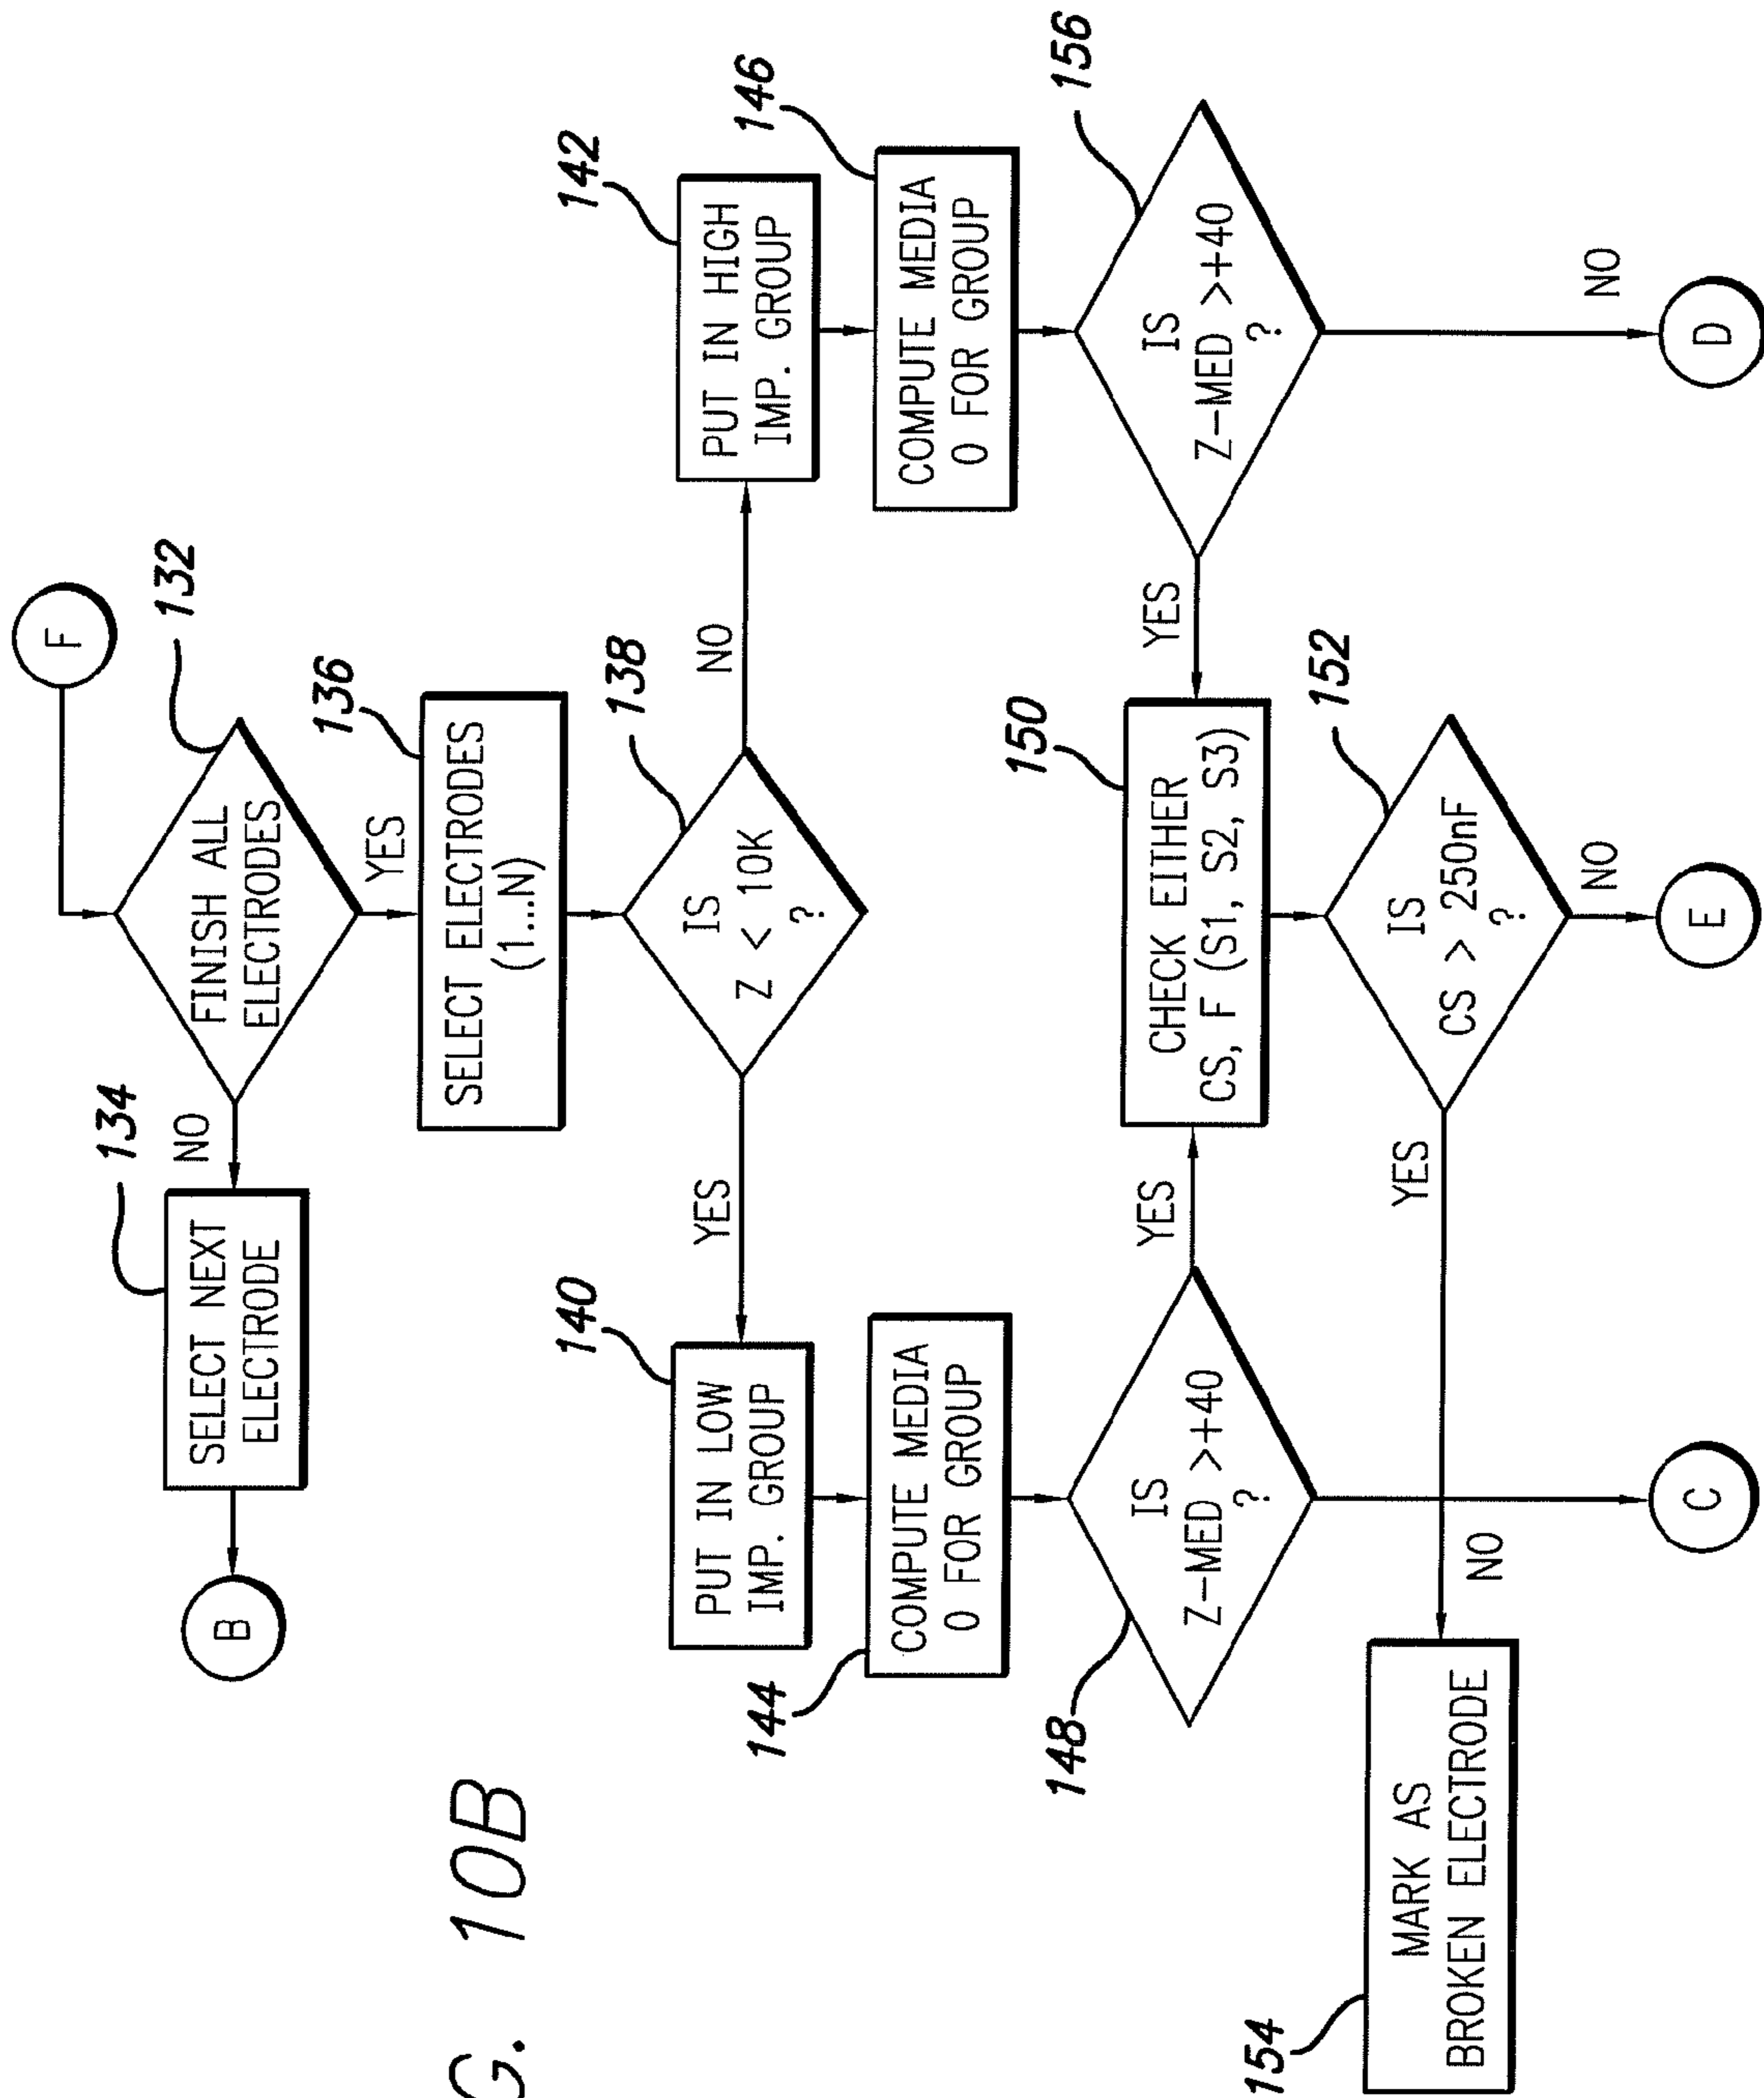 F
132
FINISH ALL
ELECTRODES
NO
134
SELECT NEXT
ELECTRODE
B
YES
136
SELECT ELECTRODES
(1...N)
138
IS
Z < 10K
?
YES
NO
140
PUT IN LOW
IMP. GROUP
142
PUT IN HIGH
IMP. GROUP
144
COMPUTE MEDIA
0 FOR GROUP
146
COMPUTE MEDIA
0 FOR GROUP
148
IS
Z-MED >+40
?
YES
150
CHECK EITHER
CS, F (S1, S2, S3)
YES
156
IS
Z-MED >+40
?
152
IS
CS > 250nF
?
YES
NO
154
MARK AS
BROKEN ELECTRODE
NO
C
E
NO
D
G. 10B